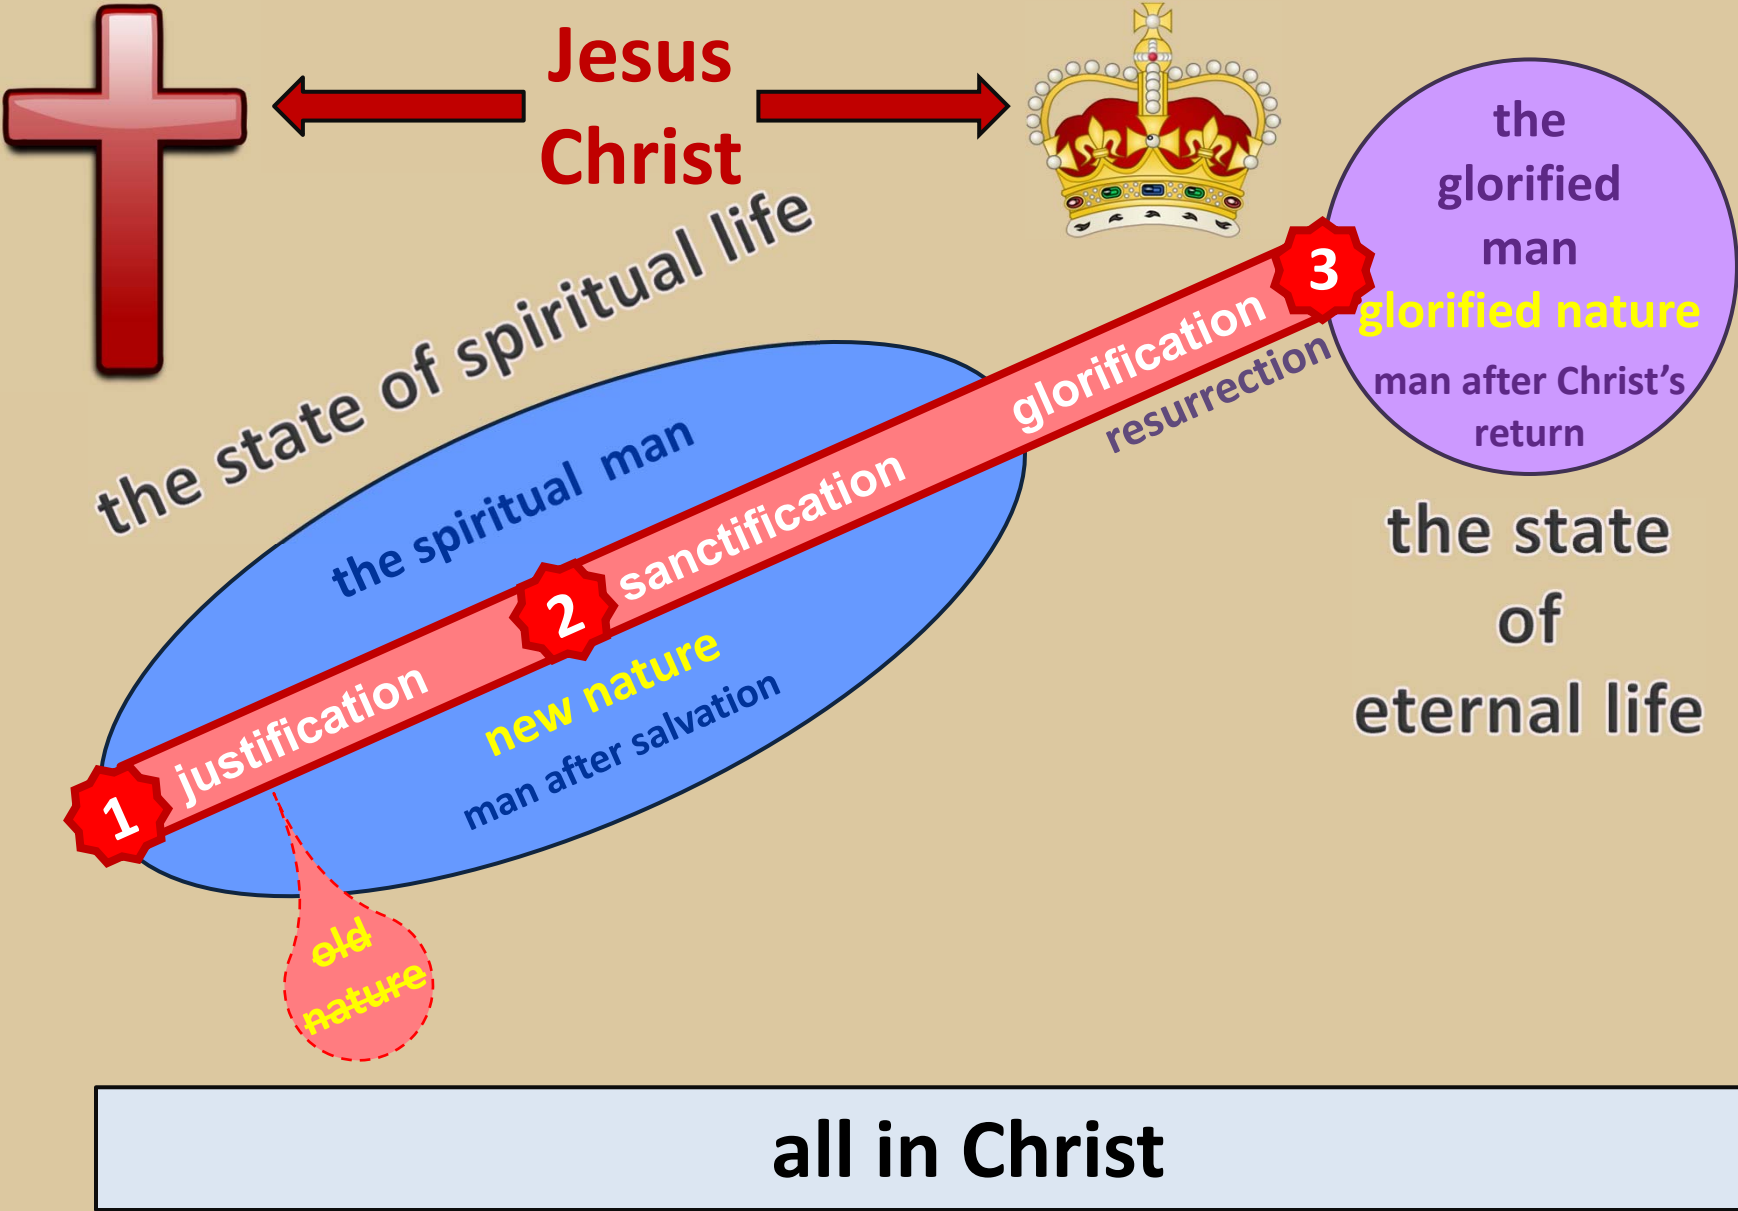 Jesus
Christ
the state of spiritual life
the
glorified
man
glorified nature
man after Christ's
return
the state
of
eternal life
the spiritual man
1
justification
2
sanctification
glorification
3
resurrection
new nature
man after salvation
old
nature
all in Christ